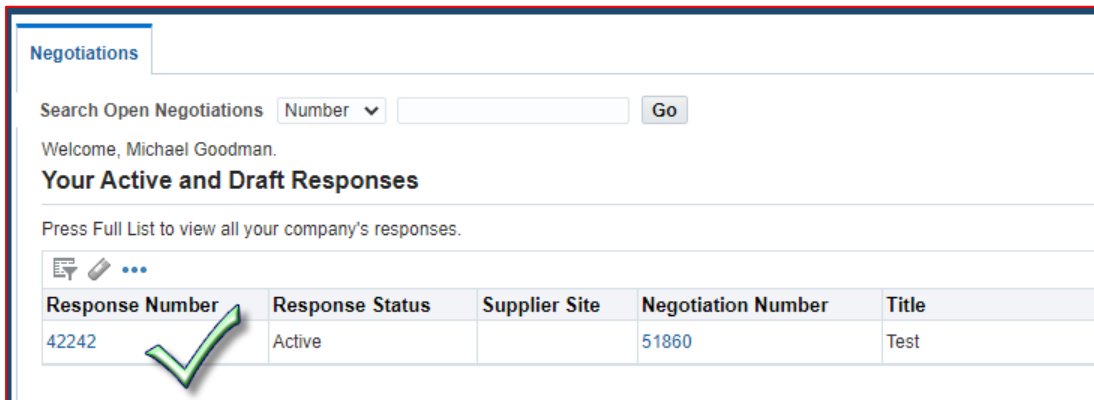 Negotiations
Search Open Negotiations Number Go
Welcome, Michael Goodman.
Your Active and Draft Responses
Press Full List to view all your company's responses.
Response Number Response Status Supplier Site Negotiation Number Title
42242 Active 51860 Test